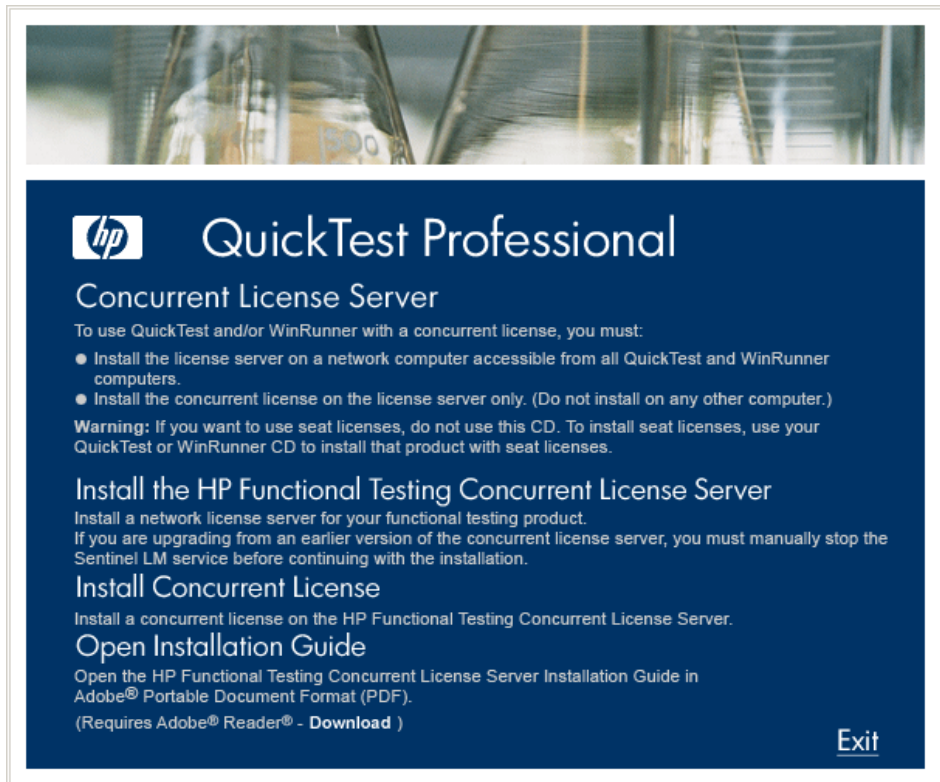 500
hp QuickTest Professional
Concurrent License Server
To use QuickTest and/or WinRunner with a concurrent license, you must:
● Install the license server on a network computer accessible from all QuickTest and WinRunner
computers.
● Install the concurrent license on the license server only. (Do not install on any other computer.)
Warning: If you want to use seat licenses, do not use this CD. To install seat licenses, use your
QuickTest or WinRunner CD to install that product with seat licenses.
Install the HP Functional Testing Concurrent License Server
Install a network license server for your functional testing product.
If you are upgrading from an earlier version of the concurrent license server, you must manually stop the
Sentinel LM service before continuing with the installation.
Install Concurrent License
Install a concurrent license on the HP Functional Testing Concurrent License Server.
Open Installation Guide
Open the HP Functional Testing Concurrent License Server Installation Guide in
Adobe® Portable Document Format (PDF).
(Requires Adobe® Reader® - Download )
Exit